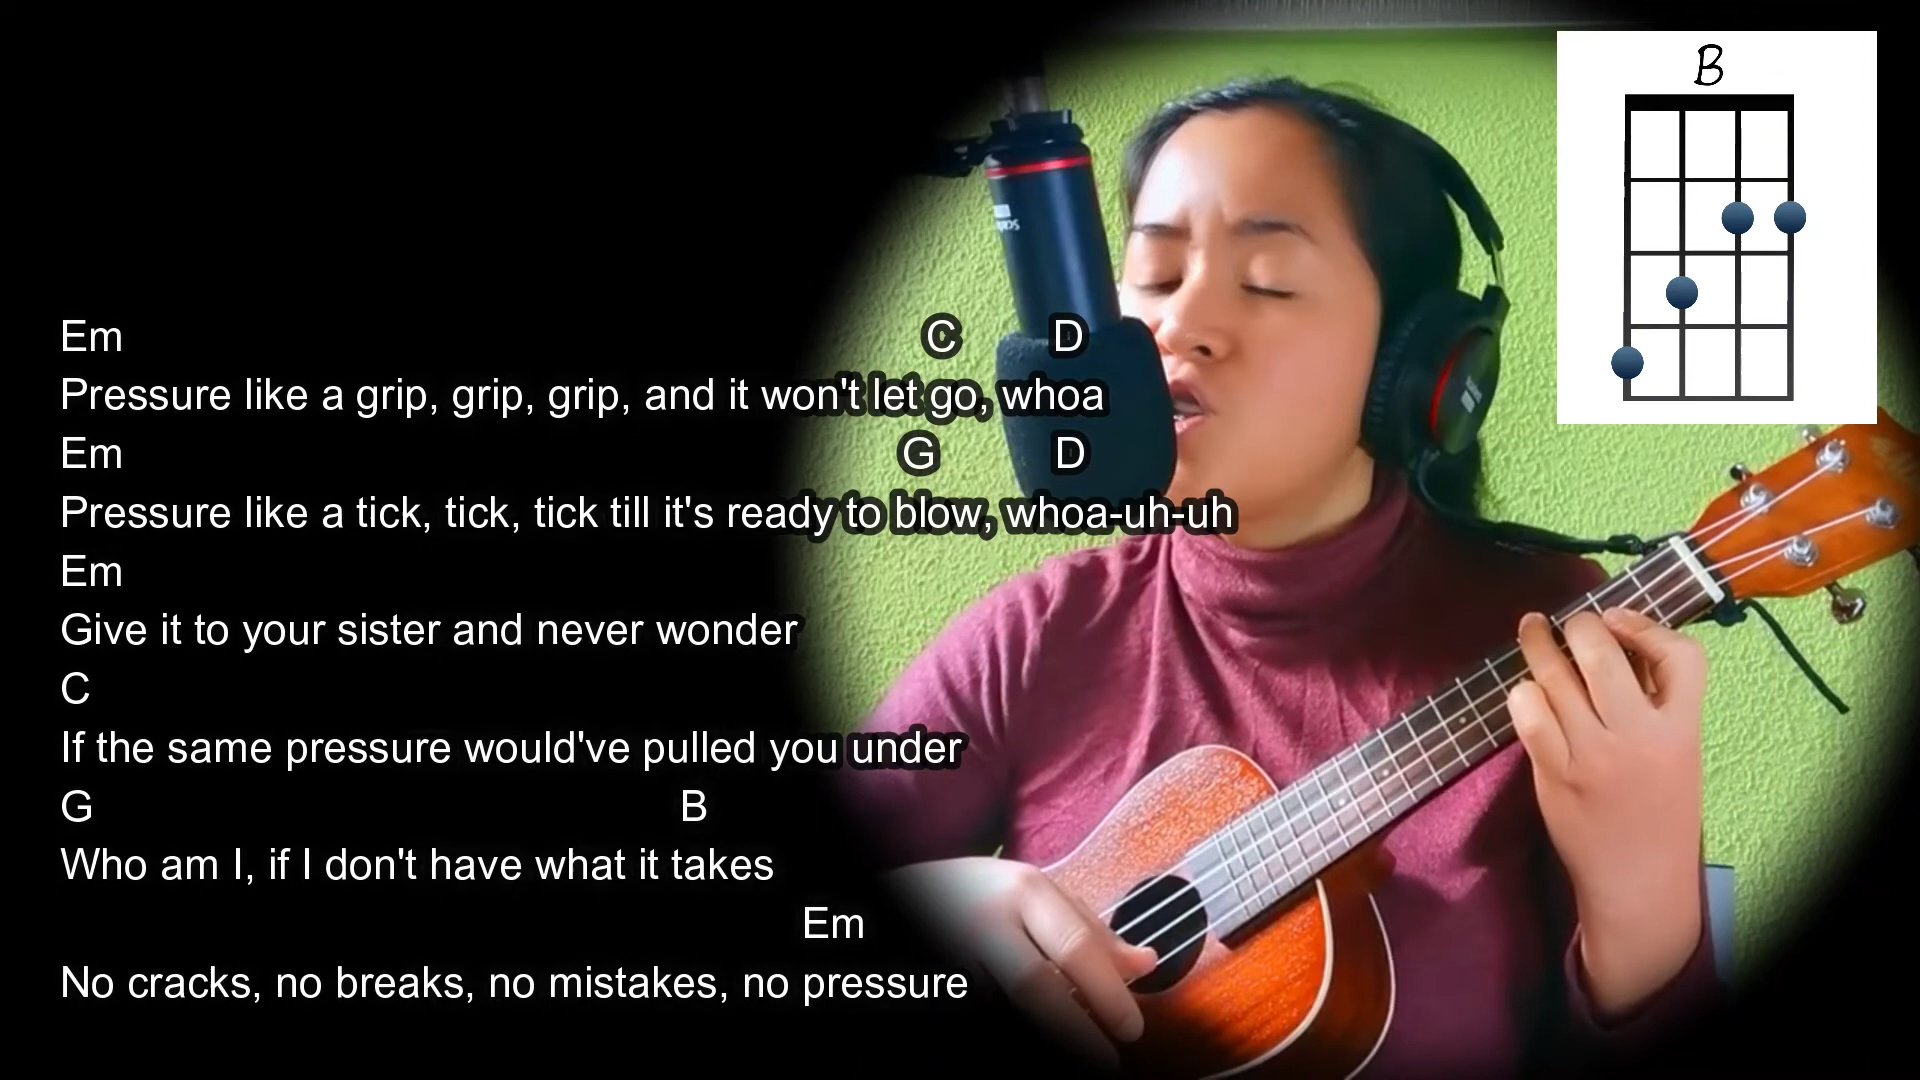 B
Em C D
Pressure like a grip, grip, grip, and it won't let go, whoa
Em G D
Pressure like a tick, tick, tick till it's ready to blow, whoa-uh-uh
Em
Give it to your sister and never wonder
C
If the same pressure would've pulled you under
G B
Who am I, if I don't have what it takes
Em
No cracks, no breaks, no mistakes, no pressure